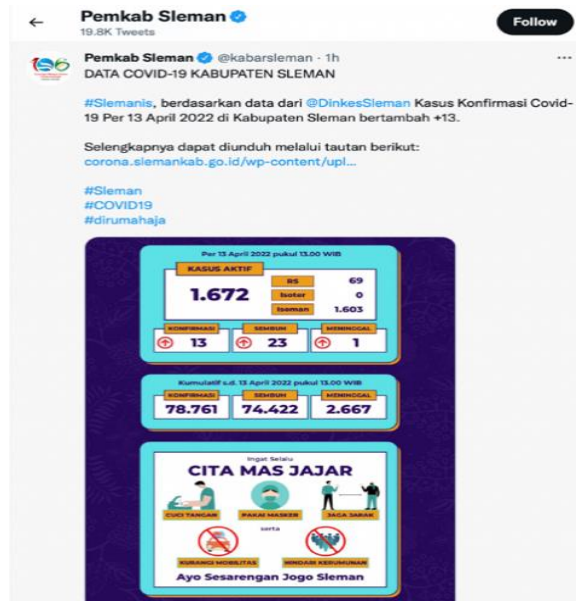 Pemkab Sleman
19.8K Tweets
Follow
Pemkab Sleman @kabarsleman · 1h
DATA COVID-19 KABUPATEN SLEMAN
#Slemanis, berdasarkan data dari @DinkesSleman Kasus Konfirmasi Covid-
19 Per 13 April 2022 di Kabupaten Sleman bertambah +13.
Selengkapnya dapat diunduh melalui tautan berikut:
corona.slemankab.go.id/wp-content/upl...
#Sleman
#COVID19
#dirumahaja
Per 13 April 2022 pukul 13.00 WIB
KASUS AKTIF
1.672
RS 69
Isoter 0
Isoman 1.603
KONFIRMASI SEMBUH MENINGGAL
13 23 1
Kumulatif s.d. 13 April 2022 pukul 13.00 WIB
KONFIRMASI SEMBUH MENINGGAL
78.761 74.422 2.667
Ingat Selalu
CITA MAS JAJAR
CUCI TANGAN PAKAI MASKER JAGA JARAK
serta
KURANGI MOBILITAS HINDARI KERUMUNAN
Ayo Sesarengan Jogo Sleman